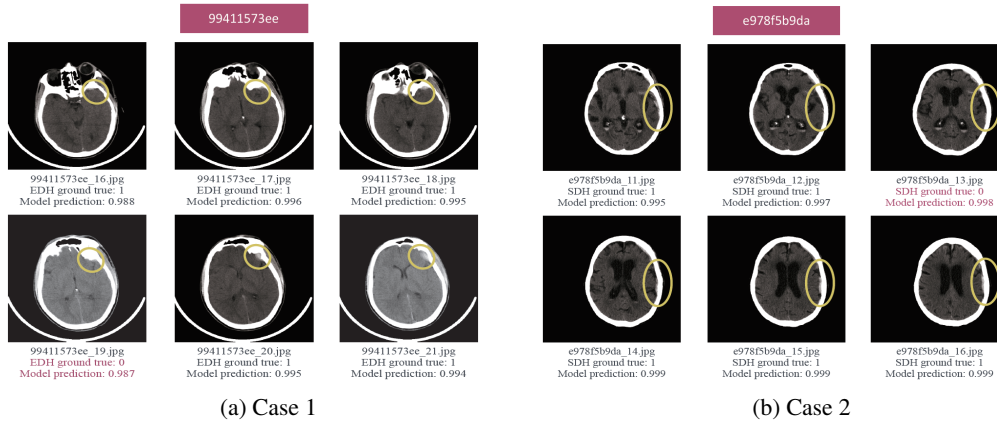 99411573ee
99411573ee_16.jpg
EDH ground true: 1
Model prediction: 0.988
99411573ee_17.jpg
EDH ground true: 1
Model prediction: 0.996
99411573ee_18.jpg
EDH ground true: 1
Model prediction: 0.995
99411573ee_19.jpg
EDH ground true: 0
Model prediction: 0.987
99411573ee_20.jpg
EDH ground true: 1
Model prediction: 0.995
99411573ee_21.jpg
EDH ground true: 1
Model prediction: 0.994
(a) Case 1
e978f5b9da
e978f5b9da_11.jpg
SDH ground true: 1
Model prediction: 0.995
e978f5b9da_12.jpg
SDH ground true: 1
Model prediction: 0.997
e978f5b9da_13.jpg
SDH ground true: 0
Model prediction: 0.998
e978f5b9da_14.jpg
SDH ground true: 1
Model prediction: 0.999
e978f5b9da_15.jpg
SDH ground true: 1
Model prediction: 0.999
e978f5b9da_16.jpg
SDH ground true: 1
Model prediction: 0.999
(b) Case 2